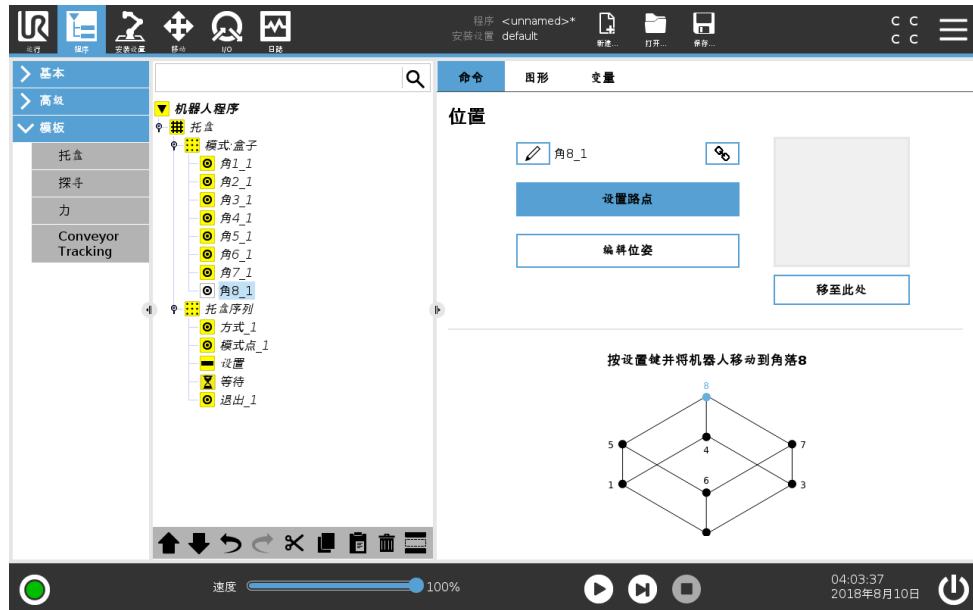 程序 <unnamed>*
安装设置 default
C C
C C
运行
程序
安装设置
移动
I/O
日志
新建...
打开...
保存...
基本
高级
模板
托盒
探寻
力
Conveyor
Tracking
机器人程序
托盒
模式:盒子
角1_1
角2_1
角3_1
角4_1
角5_1
角6_1
角7_1
角8_1
托盒序列
方式_1
模式点_1
设置
等待
退出_1
命令
图形
变量
位置
角8_1
设置路点
编辑位姿
移至此处
按设置键并将机器人移动到角落8
8
5
7
4
6
1
3
速度
100%
04:03:37
2018年8月10日